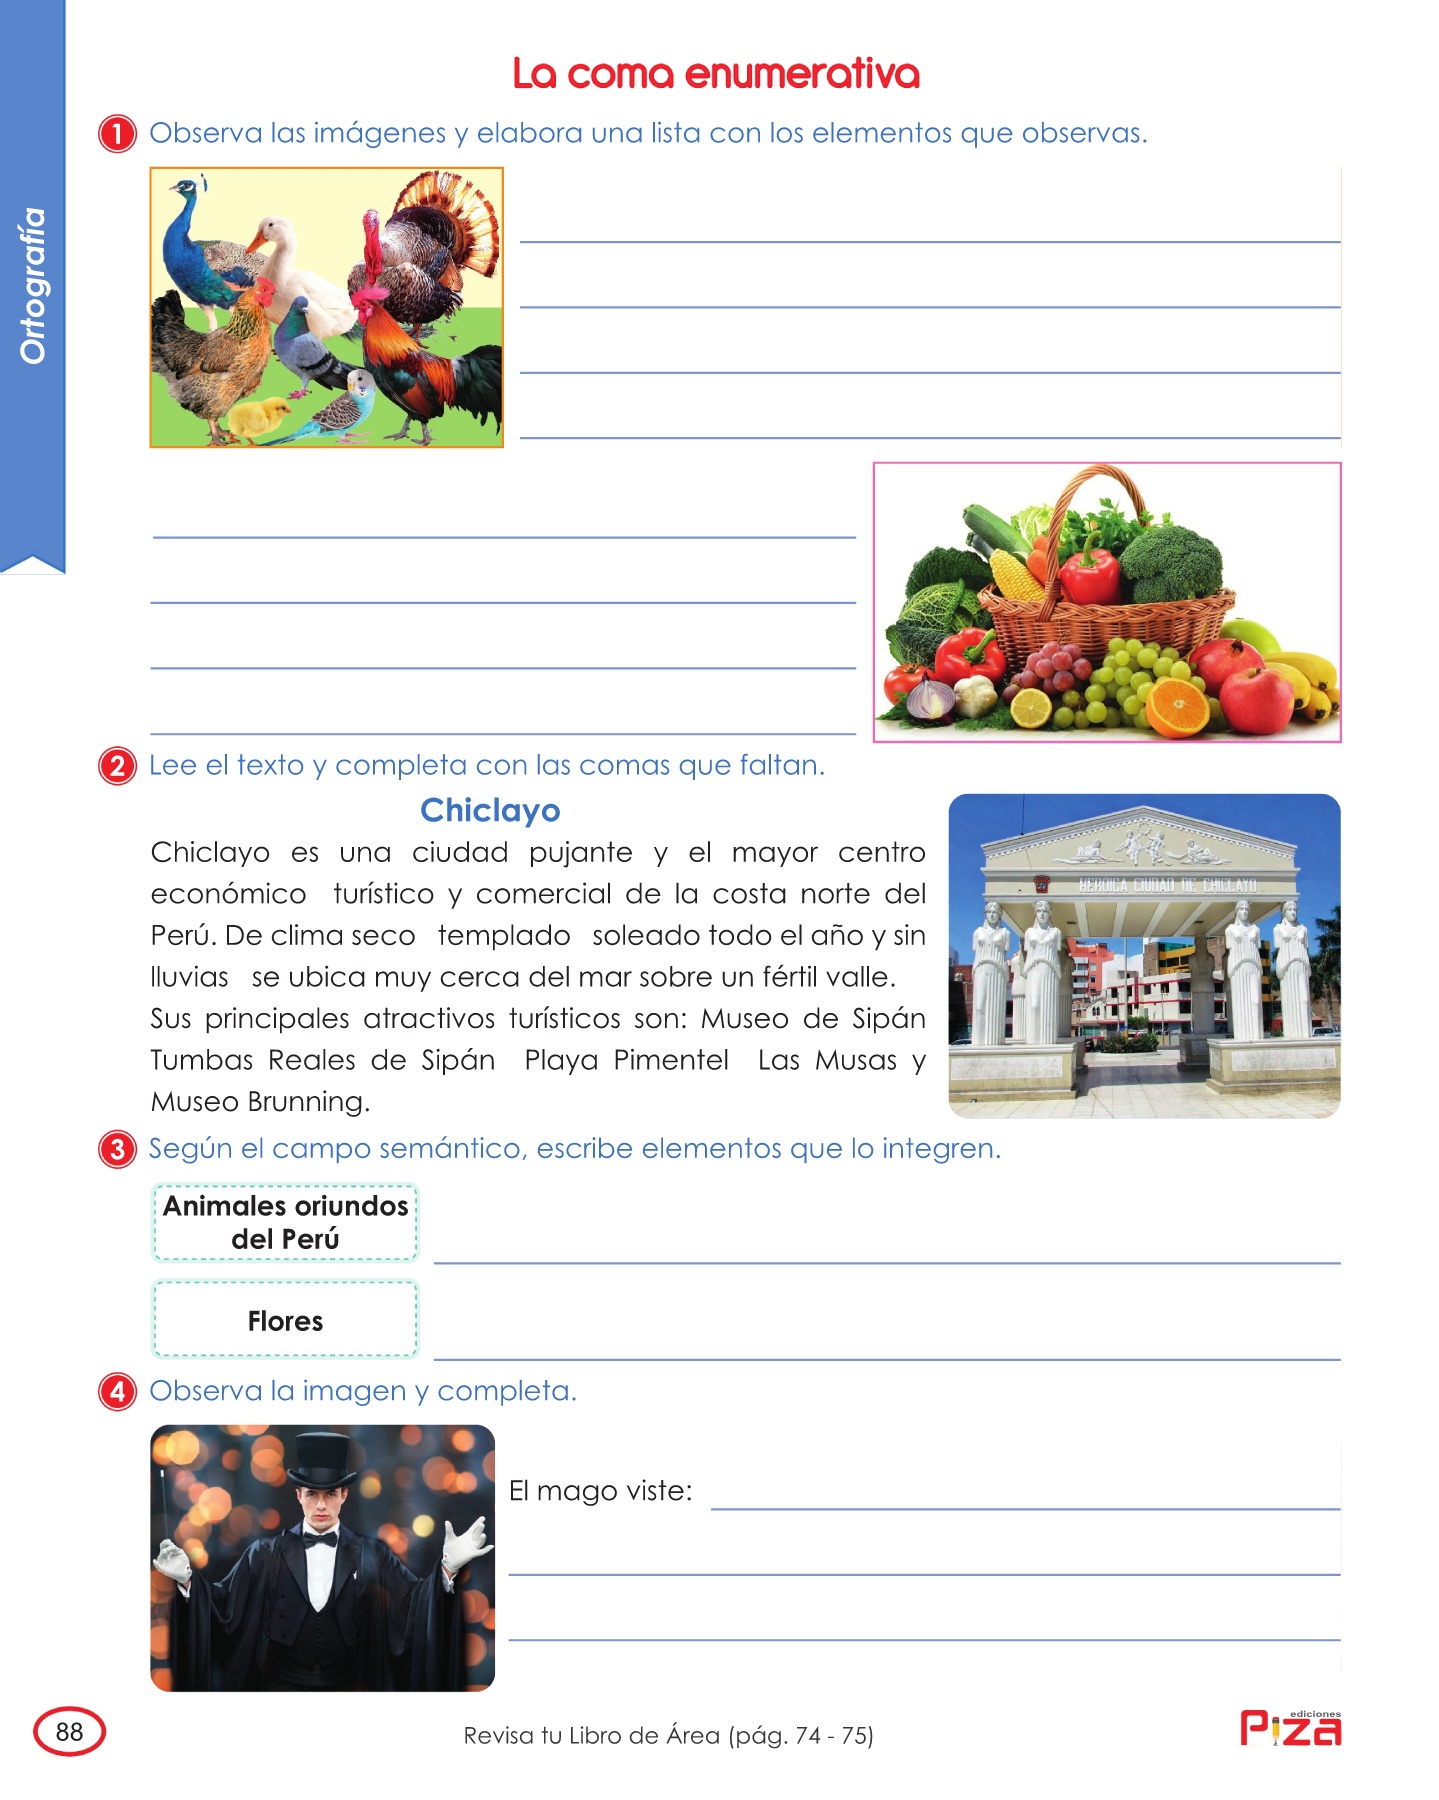 La coma enumerativa
Ortografía
1 Observa las imágenes y elabora una lista con los elementos que observas.
2 Lee el texto y completa con las comas que faltan.
Chiclayo
Chiclayo es una ciudad pujante y el mayor centro
económico turístico y comercial de la costa norte del
Perú. De clima seco templado soleado todo el año y sin
lluvias se ubica muy cerca del mar sobre un fértil valle.
Sus principales atractivos turísticos son: Museo de Sipán
Tumbas Reales de Sipán Playa Pimentel Las Musas y
Museo Brunning.
HEROICA CIUDAD DE CHICLAYO
3 Según el campo semántico, escribe elementos que lo integren.
Animales oriundos
del Perú
Flores
4 Observa la imagen y completa.
El mago viste:
88
Revisa tu Libro de Área (pág. 74 - 75)
ediciones
Piza